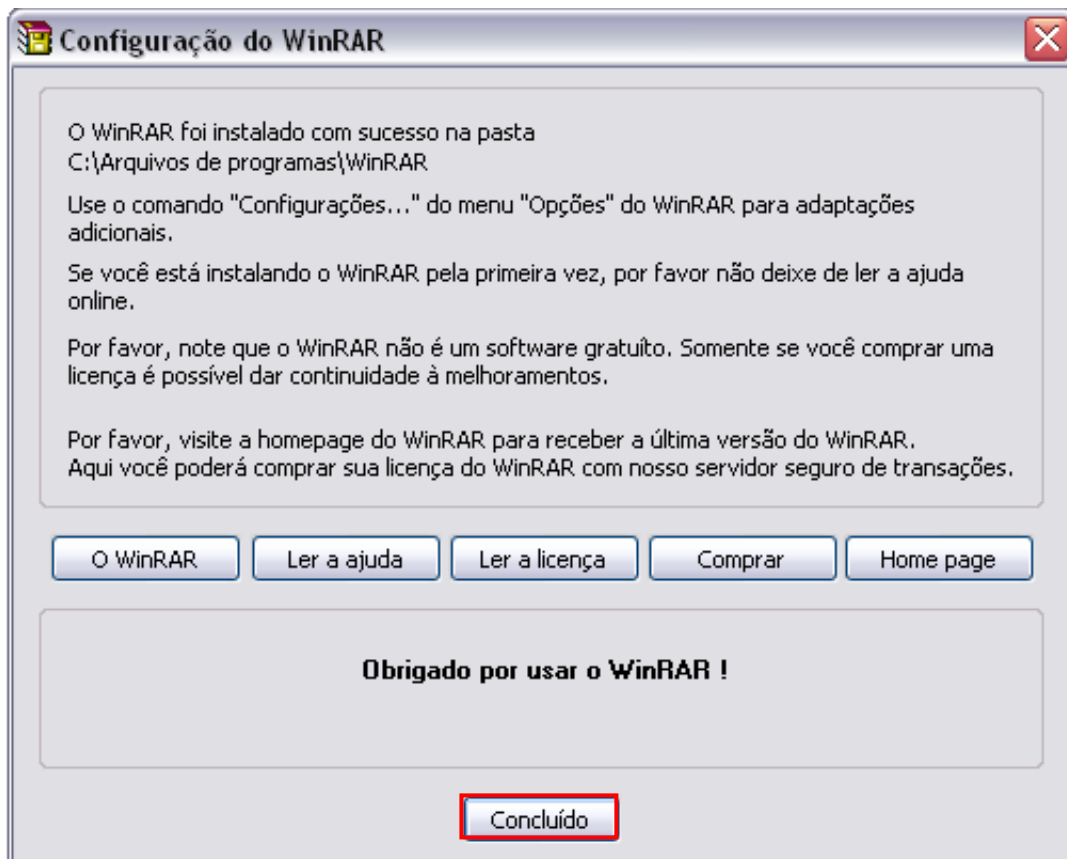 Configuração do WinRAR
O WinRAR foi instalado com sucesso na pasta
C:\Arquivos de programas\WinRAR
Use o comando "Configurações..." do menu "Opções" do WinRAR para adaptações
adicionais.
Se você está instalando o WinRAR pela primeira vez, por favor não deixe de ler a ajuda
online.
Por favor, note que o WinRAR não é um software gratuíto. Somente se você comprar uma
licença é possível dar continuidade à melhoramentos.
Por favor, visite a homepage do WinRAR para receber a última versão do WinRAR.
Aqui você poderá comprar sua licença do WinRAR com nosso servidor seguro de transações.
O WinRAR Ler a ajuda Ler a licença Comprar Home page
Obrigado por usar o WinRAR !
Concluído